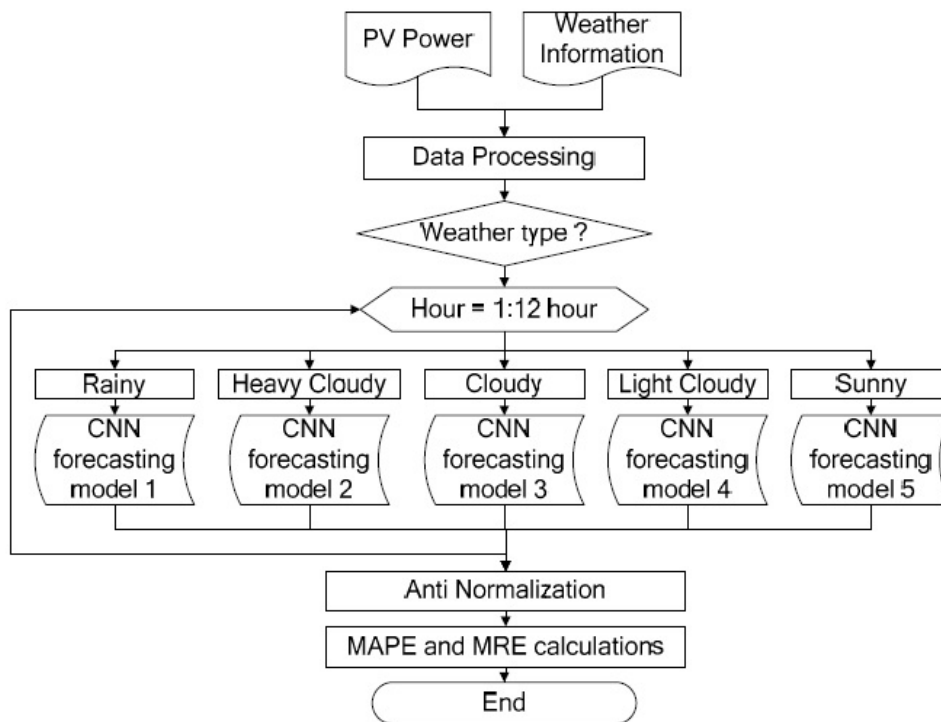 PV Power
Weather
Information
Data Processing
Weather type ?
Hour = 1:12 hour
Rainy
Heavy Cloudy
Cloudy
Light Cloudy
Sunny
CNN
forecasting
model 1
CNN
forecasting
model 2
CNN
forecasting
model 3
CNN
forecasting
model 4
CNN
forecasting
model 5
Anti Normalization
MAPE and MRE calculations
End